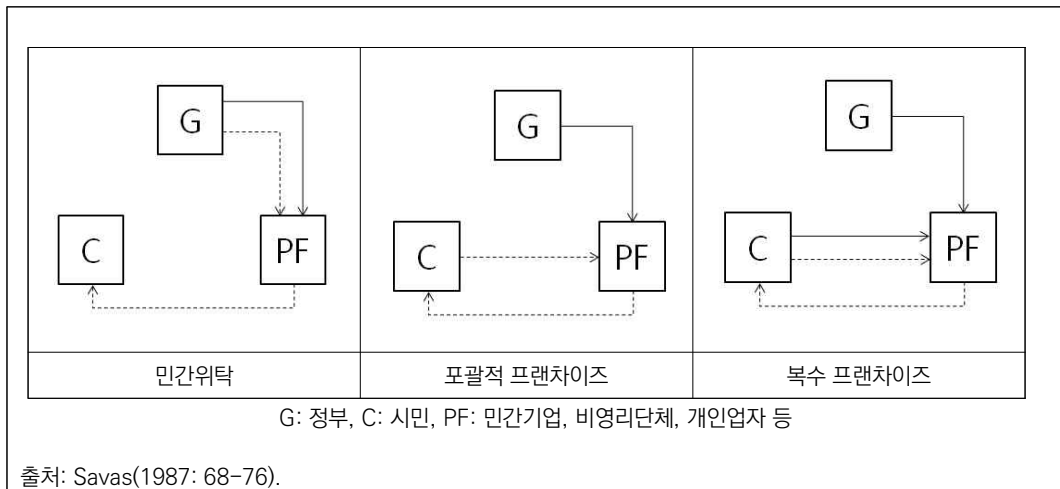 G
G
G
C
PF
C
PF
C
PF
민간위탁
포괄적 프랜차이즈
복수 프랜차이즈
G: 정부, C: 시민, PF: 민간기업, 비영리단체, 개인업자 등
출처: Savas(1987: 68-76).